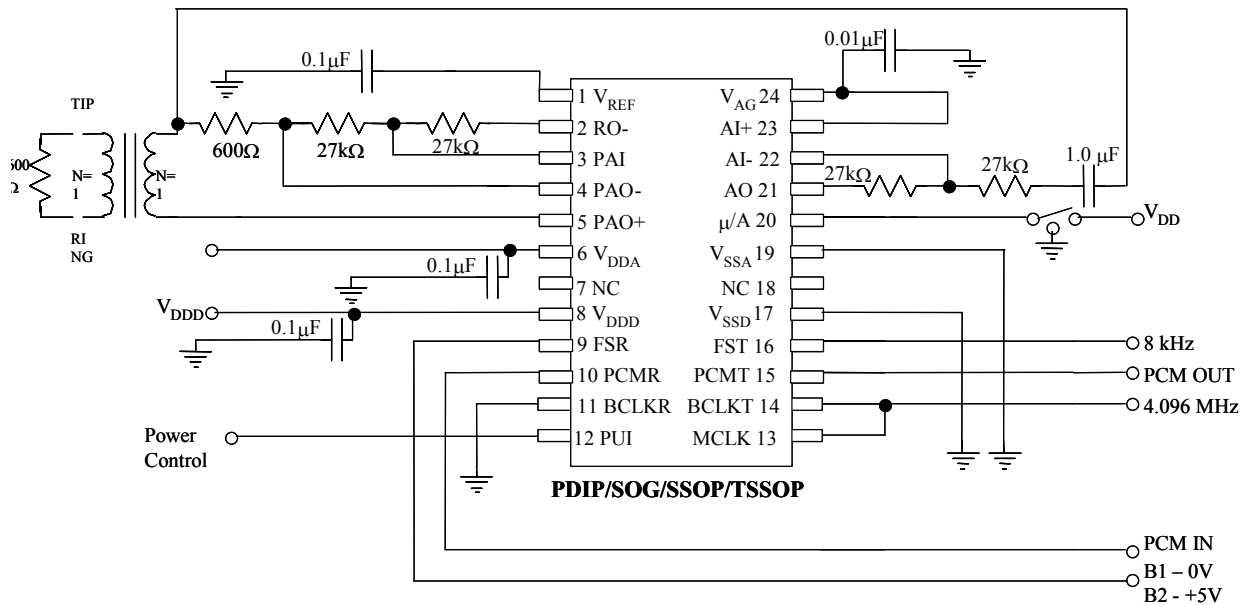 0.1μF
0.01μF
TIP
600Ω
27kΩ
27kΩ
N=
1
N=
1
Ω
RI
NG
1 VREF
2 RO-
3 PAI
4 PAO-
5 PAO+
6 VDDA
7 NC
8 VDDD
9 FSR
10 PCMR
11 BCLKR
12 PUI
VAG 24
AI+ 23
AI- 22
AO 21
μ/A 20
VSSA 19
NC 18
VSSD 17
FST 16
PCMT 15
BCLKT 14
MCLK 13
27kΩ
27kΩ
1.0 μF
VDD
0.1μF
VDDD
0.1μF
8 kHz
PCM OUT
4.096 MHz
Power
Control
PDIP/SOG/SSOP/TSSOP
PCM IN
B1 – 0V
B2 - +5V